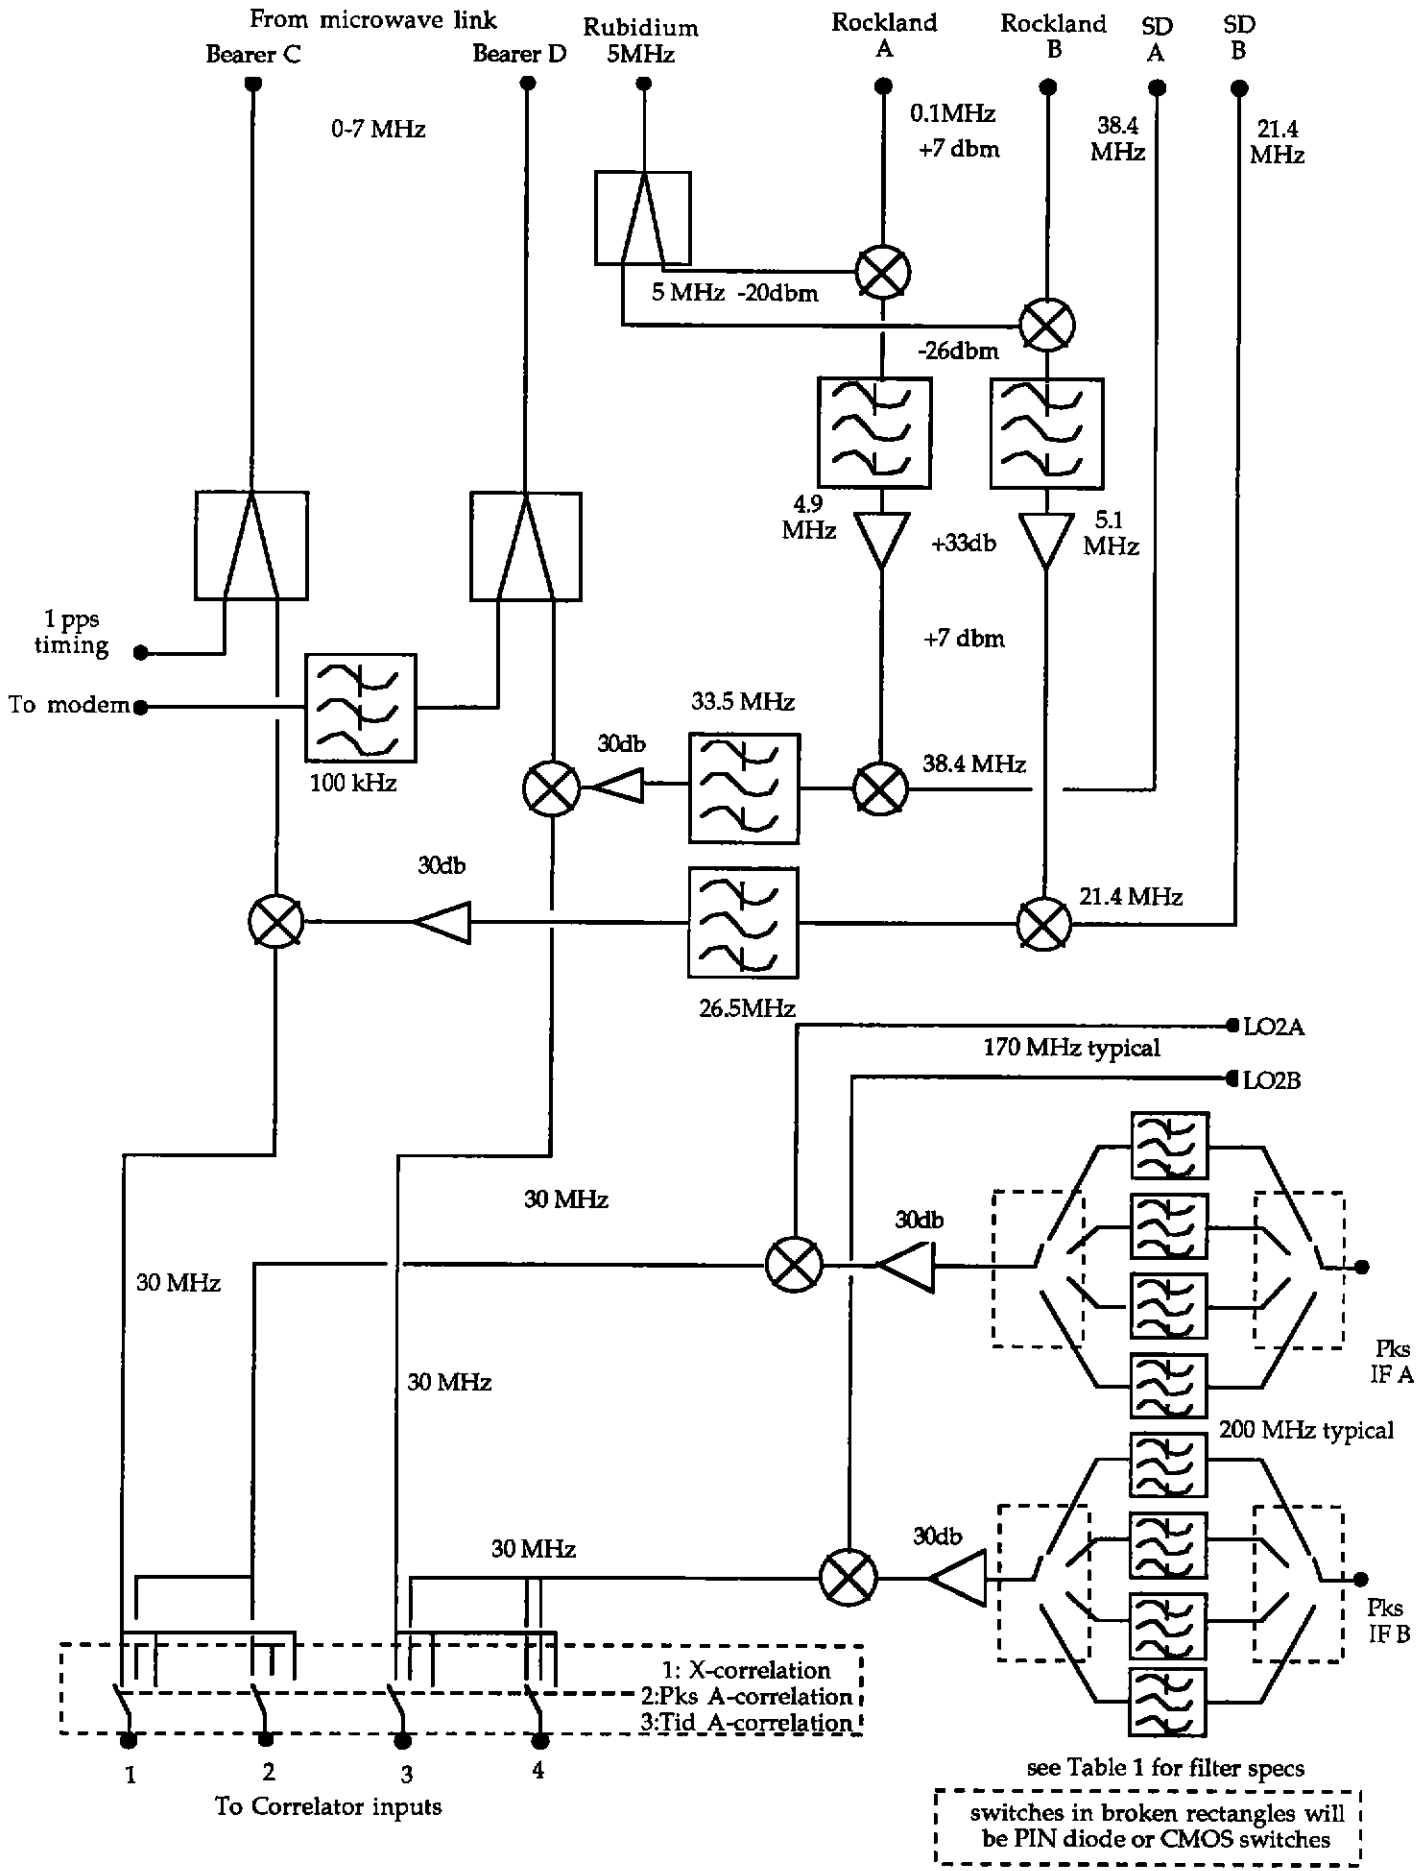 From microwave link
Bearer C
Bearer D
Rubidium
5MHz
Rockland
A
Rockland
B
SD
A
SD
B
0-7 MHz
0.1MHz
+7 dbm
38.4
MHz
21.4
MHz
5 MHz -20dbm
-26dbm
4.9
MHz
+33db
5.1
MHz
1 pps
timing
+7 dbm
To modem
100 kHz
33.5 MHz
30db
38.4 MHz
30db
21.4 MHz
26.5MHz
LO2A
170 MHz typical
LO2B
30 MHz
30db
30 MHz
Pks
IF A
30 MHz
200 MHz typical
30 MHz
30db
Pks
IF B
1: X-correlation
2:Pks A-correlation
3:Tid A-correlation
1
2
3
4
To Correlator inputs
see Table 1 for filter specs
switches in broken rectangles will
be PIN diode or CMOS switches